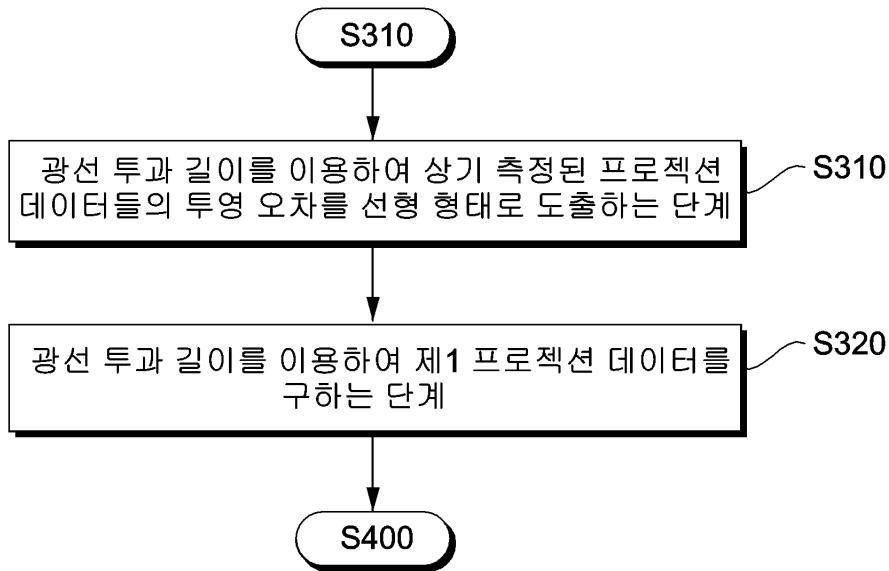 S310
광선 투과 길이를 이용하여 상기 측정된 프로젝션
데이터들의 투영 오차를 선형 형태로 도출하는 단계
S310
광선 투과 길이를 이용하여 제1 프로젝션 데이터를
구하는 단계
S320
S400